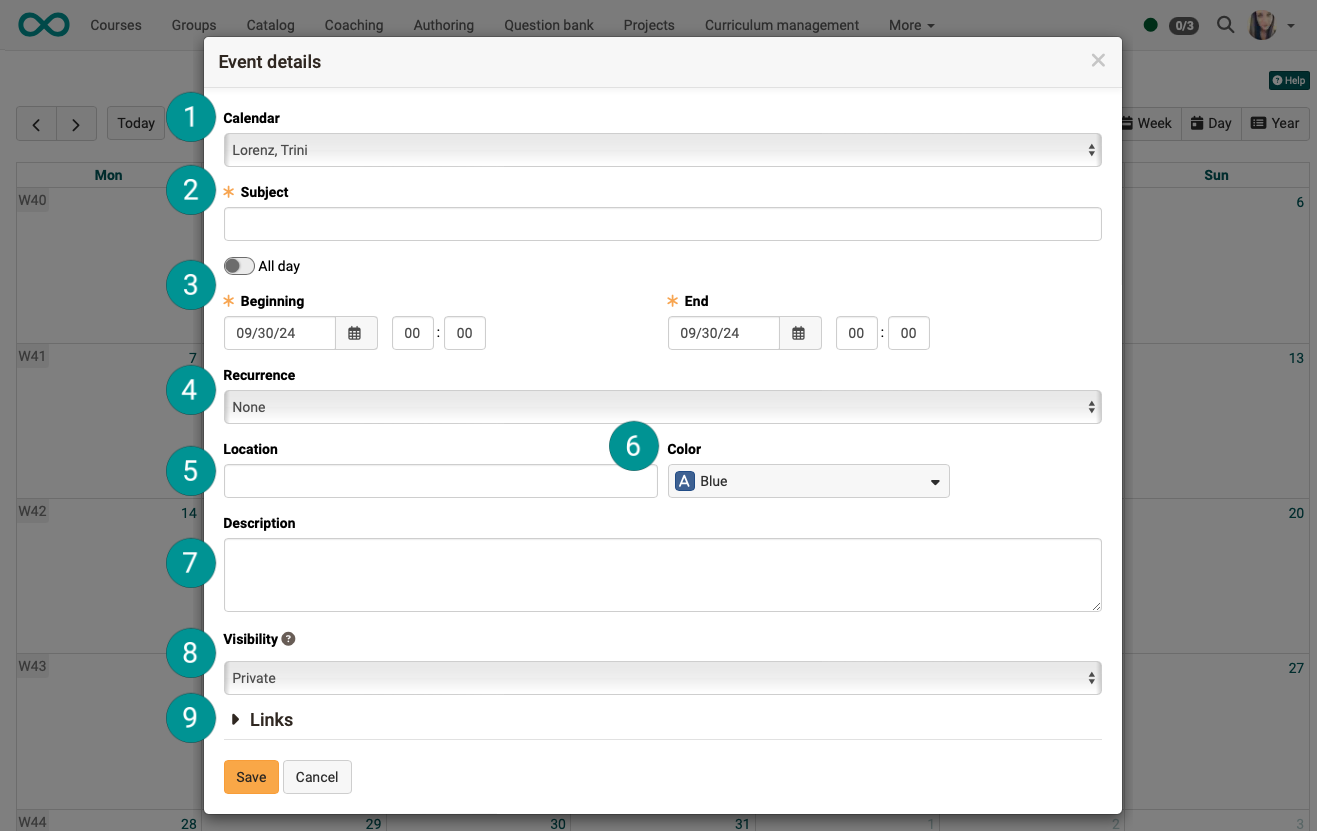 Courses Groups Catalog Coaching Authoring Question bank Projects Curriculum management More 0/3
Event details ×
Help
1 Calendar
Today Week Day Year
Lorenz, Trini
Mon Sun
2 * Subject
W40 6
All day
3
* Beginning * End
09/30/24 00 : 00 09/30/24 00 : 00
W41 7 13
4 Recurrence
None
5 Location 6 Color
A Blue
W42 14 20
Description
7
8 Visibility ?
W43 27
Private
9 Links
Save Cancel
W44 28 29 30 31 1 2 3